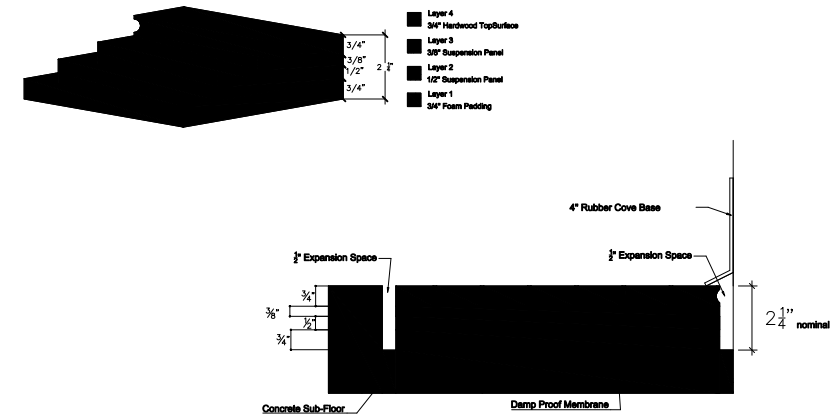 Layer 4
3/4" Hardwood TopSurface
Layer 3
3/8" Suspension Panel
Layer 2
1/2" Suspension Panel
Layer 1
3/4" Foam Padding
3/4"
3/8"
1/2"
3/4"
2
4" Rubber Cove Base
½" Expansion Space
½" Expansion Space
¾"
⅜"
½"
¾"
2¼" nominal
Concrete Sub-Floor
Damp Proof Membrane